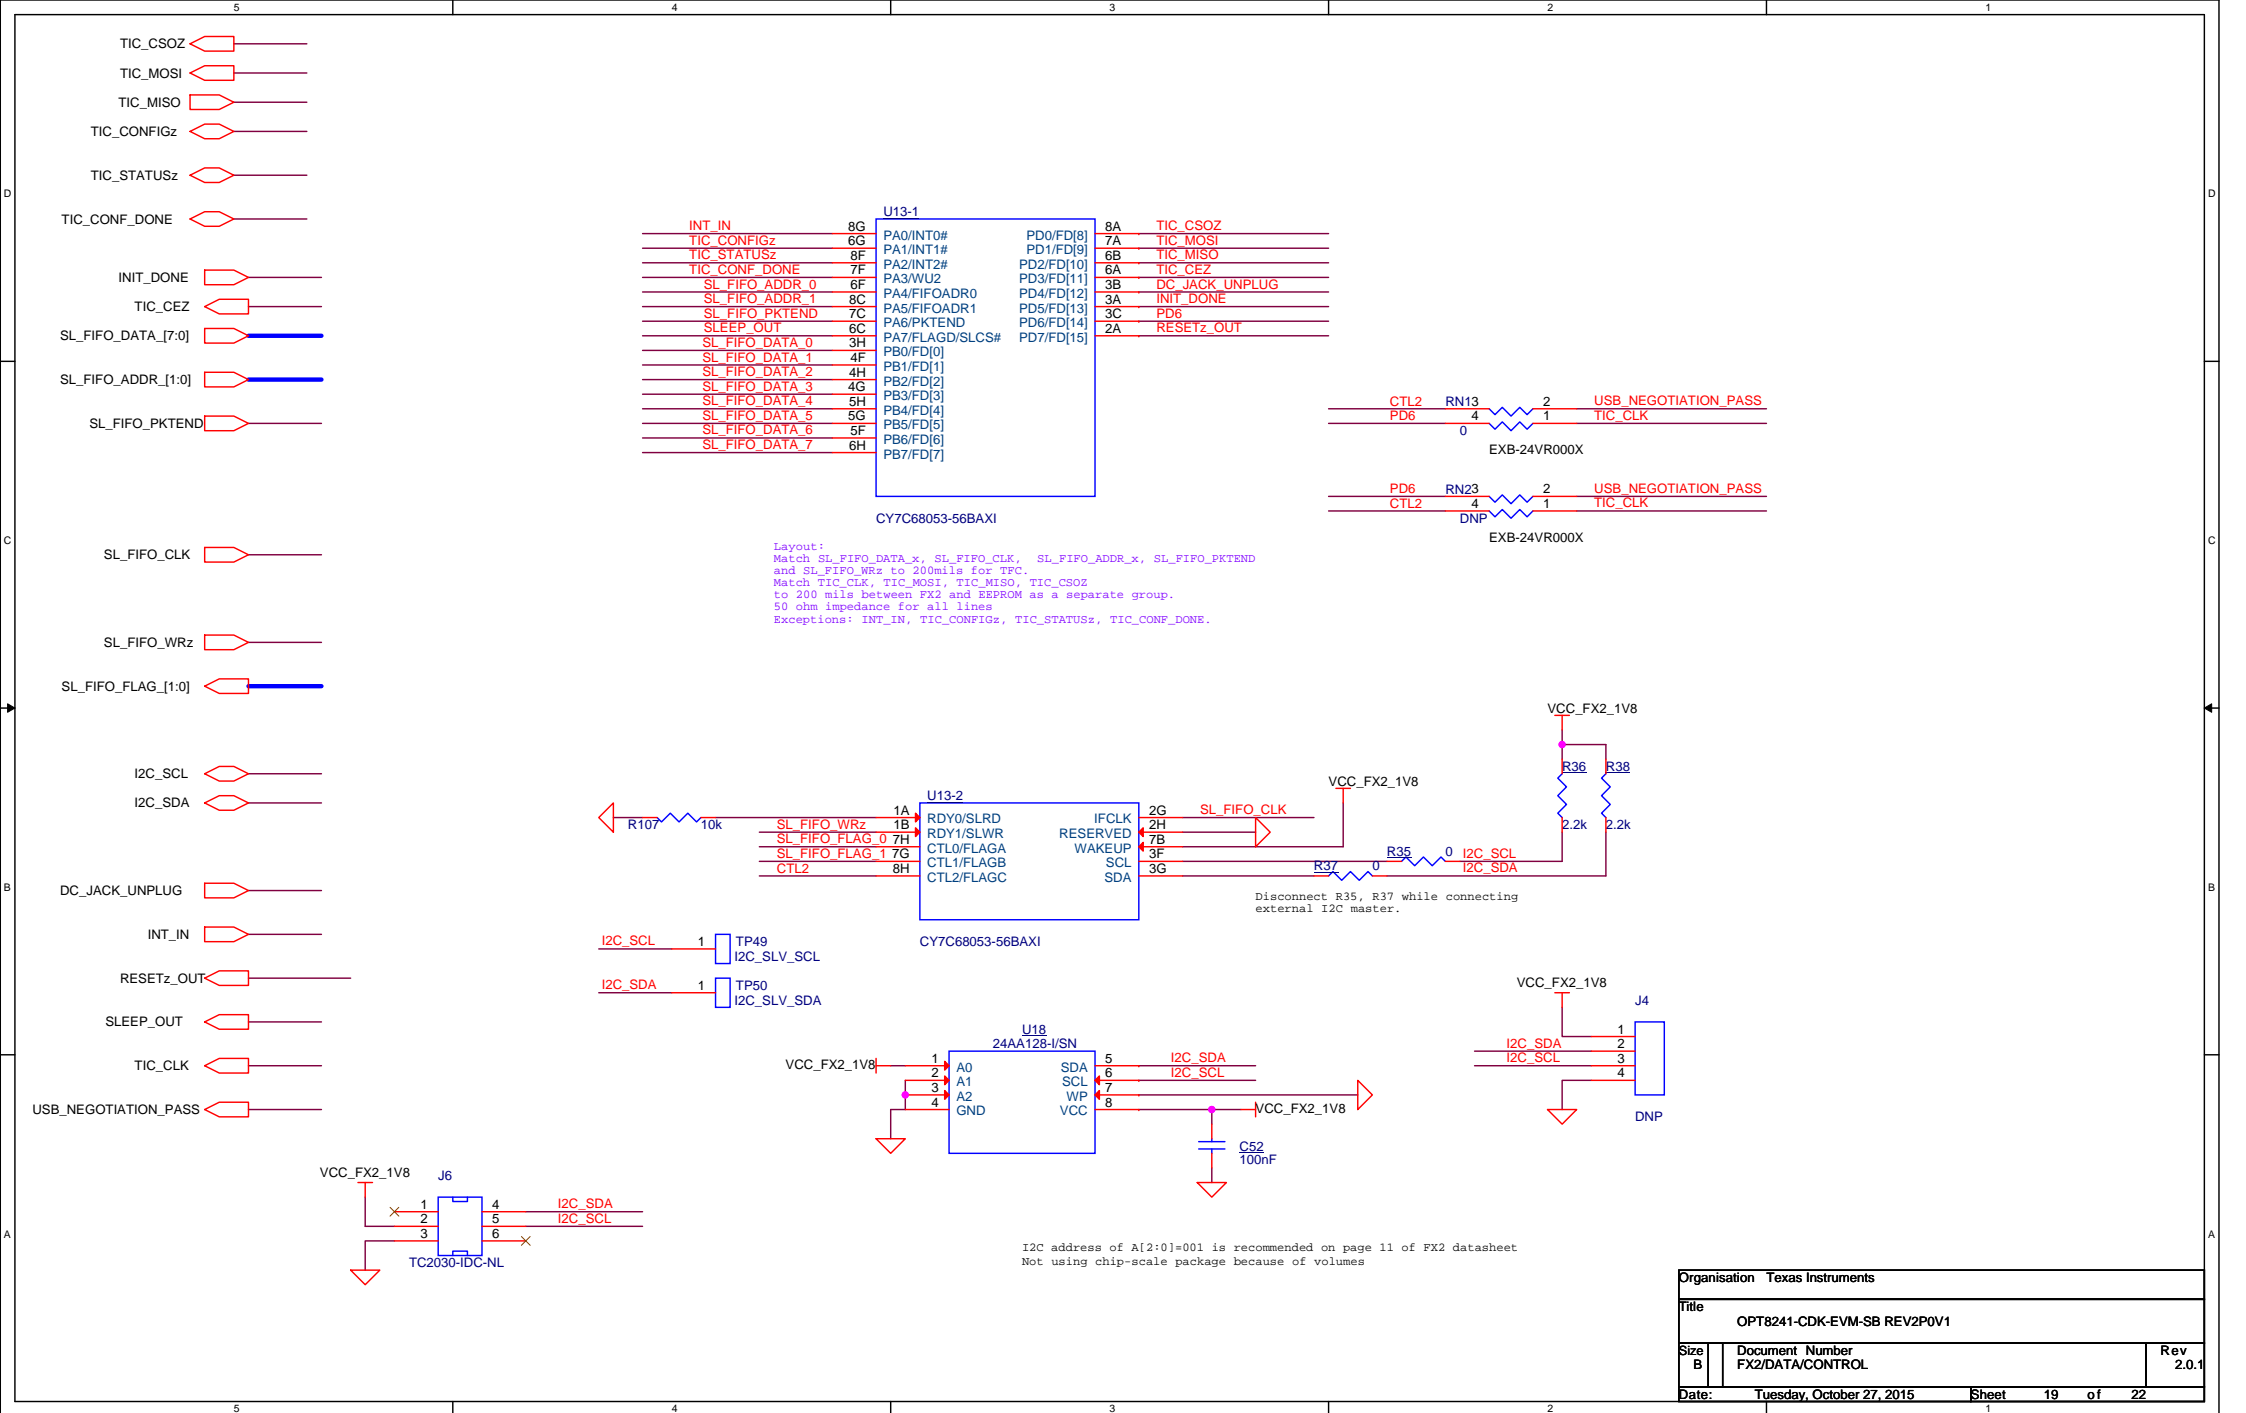 5 4 3 2 1
TIC_CSOZ
TIC_MOSI
TIC_MISO
TIC_CONFIGz
TIC_STATUSz
TIC_CONF_DONE
INIT_DONE
TIC_CEZ
SL_FIFO_DATA_[7:0]
SL_FIFO_ADDR_[1:0]
SL_FIFO_PKTEND
SL_FIFO_CLK
SL_FIFO_WRz
SL_FIFO_FLAG_[1:0]
I2C_SCL
I2C_SDA
DC_JACK_UNPLUG
INT_IN
RESETz_OUT
SLEEP_OUT
TIC_CLK
USB_NEGOTIATION_PASS
D D
C C
B B
A A
U13-1
INT_IN 8G PA0/INT0# PD0/FD[8] 8A TIC_CSOZ
TIC_CONFIGz 6G PA1/INT1# PD1/FD[9] 7A TIC_MOSI
TIC_STATUSz 8F PA2/INT2# PD2/FD[10] 6B TIC_MISO
TIC_CONF_DONE 7F PA3/WU2 PD3/FD[11] 6A TIC_CEZ
SL_FIFO_ADDR_0 6F PA4/FIFOADR0 PD4/FD[12] 3B DC_JACK_UNPLUG
SL_FIFO_ADDR_1 8C PA5/FIFOADR1 PD5/FD[13] 3A INIT_DONE
SL_FIFO_PKTEND 7C PA6/PKTEND PD6/FD[14] 3C PD6
SLEEP_OUT 6C PA7/FLAGD/SLCS# PD7/FD[15] 2A RESETz_OUT
SL_FIFO_DATA_0 3H PB0/FD[0]
SL_FIFO_DATA_1 4F PB1/FD[1]
SL_FIFO_DATA_2 4H PB2/FD[2]
SL_FIFO_DATA_3 4G PB3/FD[3]
SL_FIFO_DATA_4 5H PB4/FD[4]
SL_FIFO_DATA_5 5G PB5/FD[5]
SL_FIFO_DATA_6 5F PB6/FD[6]
SL_FIFO_DATA_7 6H PB7/FD[7]
CY7C68053-56BAXI
CTL2 RN1 3 2 USB_NEGOTIATION_PASS
PD6 4 1 TIC_CLK
0
EXB-24VR000X
PD6 RN2 3 2 USB_NEGOTIATION_PASS
CTL2 4 1 TIC_CLK
DNP
EXB-24VR000X
Layout:
Match SL_FIFO_DATA_x, SL_FIFO_CLK, SL_FIFO_ADDR_x, SL_FIFO_PKTEND
and SL_FIFO_WRz to 200mils for TFC.
Match TIC_CLK, TIC_MOSI, TIC_MISO, TIC_CSOZ
to 200 mils between FX2 and EEPROM as a separate group.
50 ohm impedance for all lines
Exceptions: INT_IN, TIC_CONFIGz, TIC_STATUSz, TIC_CONF_DONE.
VCC_FX2_1V8
R36 R38
2.2k 2.2k
VCC_FX2_1V8
U13-2
R107 10k 1A RDY0/SLRD IFCLK 2G SL_FIFO_CLK
SL_FIFO_WRz 1B RDY1/SLWR RESERVED 2H
SL_FIFO_FLAG_0 7H CTL0/FLAGA WAKEUP 7B
SL_FIFO_FLAG_1 7G CTL1/FLAGB SCL 3F R35 0 I2C_SCL
CTL2 8H CTL2/FLAGC SDA 3G R37 0 I2C_SDA
CY7C68053-56BAXI
Disconnect R35, R37 while connecting
external I2C master.
I2C_SCL 1 TP49
I2C_SLV_SCL
I2C_SDA 1 TP50
I2C_SLV_SDA
U18
24AA128-I/SN
VCC_FX2_1V8 1 A0 SDA 5 I2C_SDA
2 A1 SCL 6 I2C_SCL
3 A2 WP 7
4 GND VCC 8 VCC_FX2_1V8
C52
100nF
VCC_FX2_1V8
J4
1
I2C_SDA 2
I2C_SCL 3
4
DNP
VCC_FX2_1V8
J6
1 4 I2C_SDA
2 5 I2C_SCL
3 6
TC2030-IDC-NL
I2C address of A[2:0]=001 is recommended on page 11 of FX2 datasheet
Not using chip-scale package because of volumes
Organisation Texas Instruments
Title
OPT8241-CDK-EVM-SB REV2P0V1
Size Document Number Rev
B FX2/DATA/CONTROL 2.0.1
Date: Tuesday, October 27, 2015 Sheet 19 of 22
5 4 3 2 1